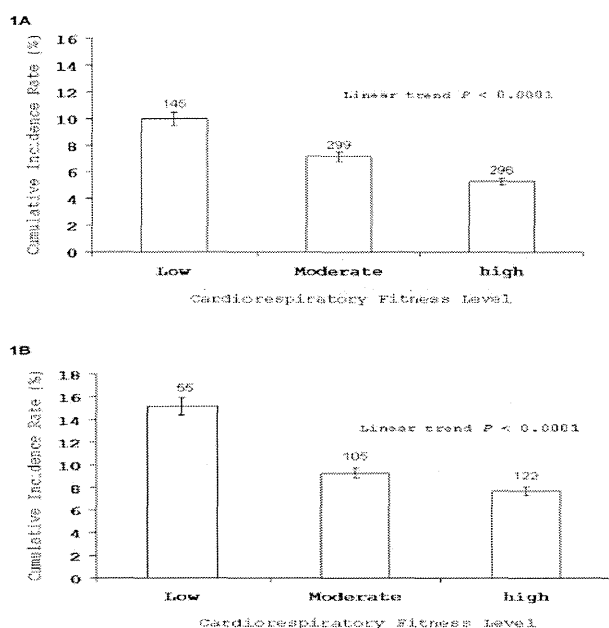 1A
Cumulative Incidence Rate (%)
16
14
12
10
8
6
4
2
0
146
299
296
Linear trend P < 0.0001
Low Moderate high
Cardiorespiratory Fitness Level
1B
Cumulative Incidence Rate (%)
18
16
14
12
10
8
6
4
2
0
55
105
122
Linear trend P < 0.0001
Low Moderate high
Cardiorespiratory Fitness Level